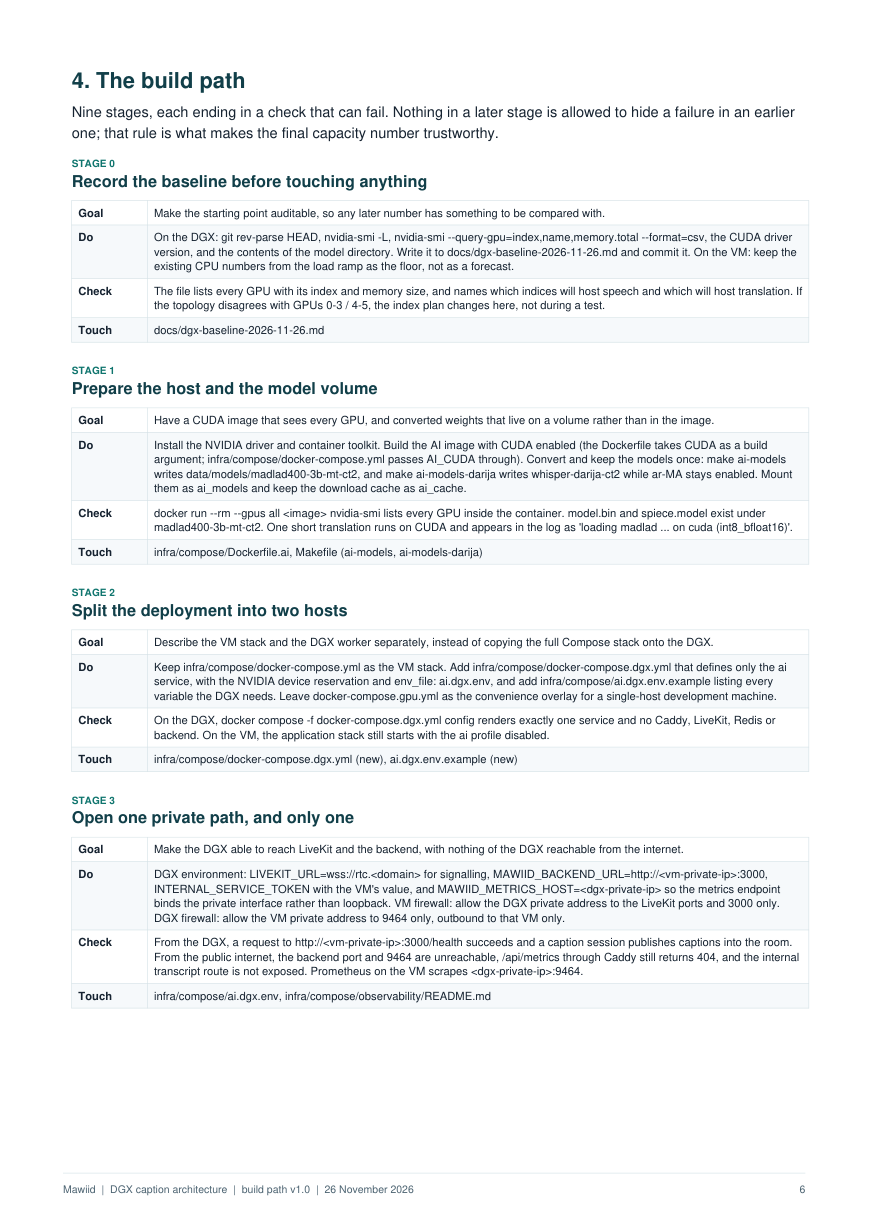 4. The build path
Nine stages, each ending in a check that can fail. Nothing in a later stage is allowed to hide a failure in an earlier
one; that rule is what makes the final capacity number trustworthy.
STAGE 0
Record the baseline before touching anything
Goal Make the starting point auditable, so any later number has something to be compared with.
Do On the DGX: git rev-parse HEAD, nvidia-smi -L, nvidia-smi --query-gpu=index,name,memory.total --format=csv, the CUDA driver
version, and the contents of the model directory. Write it to docs/dgx-baseline-2026-11-26.md and commit it. On the VM: keep the
existing CPU numbers from the load ramp as the floor, not as a forecast.
Check The file lists every GPU with its index and memory size, and names which indices will host speech and which will host translation. If
the topology disagrees with GPUs 0-3 / 4-5, the index plan changes here, not during a test.
Touch docs/dgx-baseline-2026-11-26.md
STAGE 1
Prepare the host and the model volume
Goal Have a CUDA image that sees every GPU, and converted weights that live on a volume rather than in the image.
Do Install the NVIDIA driver and container toolkit. Build the AI image with CUDA enabled (the Dockerfile takes CUDA as a build
argument; infra/compose/docker-compose.yml passes AI_CUDA through). Convert and keep the models once: make ai-models
writes data/models/madlad400-3b-mt-ct2, and make ai-models-darija writes whisper-darija-ct2 while ar-MA stays enabled. Mount
them as ai_models and keep the download cache as ai_cache.
Check docker run --rm --gpus all <image> nvidia-smi lists every GPU inside the container. model.bin and spiece.model exist under
madlad400-3b-mt-ct2. One short translation runs on CUDA and appears in the log as 'loading madlad ... on cuda (int8_bfloat16)'.
Touch infra/compose/Dockerfile.ai, Makefile (ai-models, ai-models-darija)
STAGE 2
Split the deployment into two hosts
Goal Describe the VM stack and the DGX worker separately, instead of copying the full Compose stack onto the DGX.
Do Keep infra/compose/docker-compose.yml as the VM stack. Add infra/compose/docker-compose.dgx.yml that defines only the ai
service, with the NVIDIA device reservation and env_file: ai.dgx.env, and add infra/compose/ai.dgx.env.example listing every
variable the DGX needs. Leave docker-compose.gpu.yml as the convenience overlay for a single-host development machine.
Check On the DGX, docker compose -f docker-compose.dgx.yml config renders exactly one service and no Caddy, LiveKit, Redis or
backend. On the VM, the application stack still starts with the ai profile disabled.
Touch infra/compose/docker-compose.dgx.yml (new), ai.dgx.env.example (new)
STAGE 3
Open one private path, and only one
Goal Make the DGX able to reach LiveKit and the backend, with nothing of the DGX reachable from the internet.
Do DGX environment: LIVEKIT_URL=wss://rtc.<domain> for signalling, MAWIID_BACKEND_URL=http://<vm-private-ip>:3000,
INTERNAL_SERVICE_TOKEN with the VM's value, and MAWIID_METRICS_HOST=<dgx-private-ip> so the metrics endpoint
binds the private interface rather than loopback. VM firewall: allow the DGX private address to the LiveKit ports and 3000 only.
DGX firewall: allow the VM private address to 9464 only, outbound to that VM only.
Check From the DGX, a request to http://<vm-private-ip>:3000/health succeeds and a caption session publishes captions into the room.
From the public internet, the backend port and 9464 are unreachable, /api/metrics through Caddy still returns 404, and the internal
transcript route is not exposed. Prometheus on the VM scrapes <dgx-private-ip>:9464.
Touch infra/compose/ai.dgx.env, infra/compose/observability/README.md
Mawiid | DGX caption architecture | build path v1.0 | 26 November 2026 6